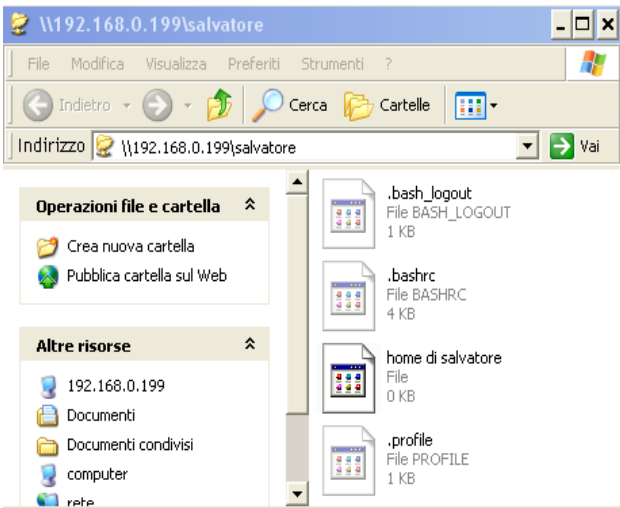 \\192.168.0.199\salvatore
File Modifica Visualizza Preferiti Strumenti ?
Indietro Cerca Cartelle
Indirizzo \\192.168.0.199\salvatore Vai
Operazioni file e cartella
Crea nuova cartella
Pubblica cartella sul Web
Altre risorse
192.168.0.199
Documenti
Documenti condivisi
computer
rete
.bash_logout
File BASH_LOGOUT
1 KB
.bashrc
File BASHRC
4 KB
home di salvatore
File
0 KB
.profile
File PROFILE
1 KB